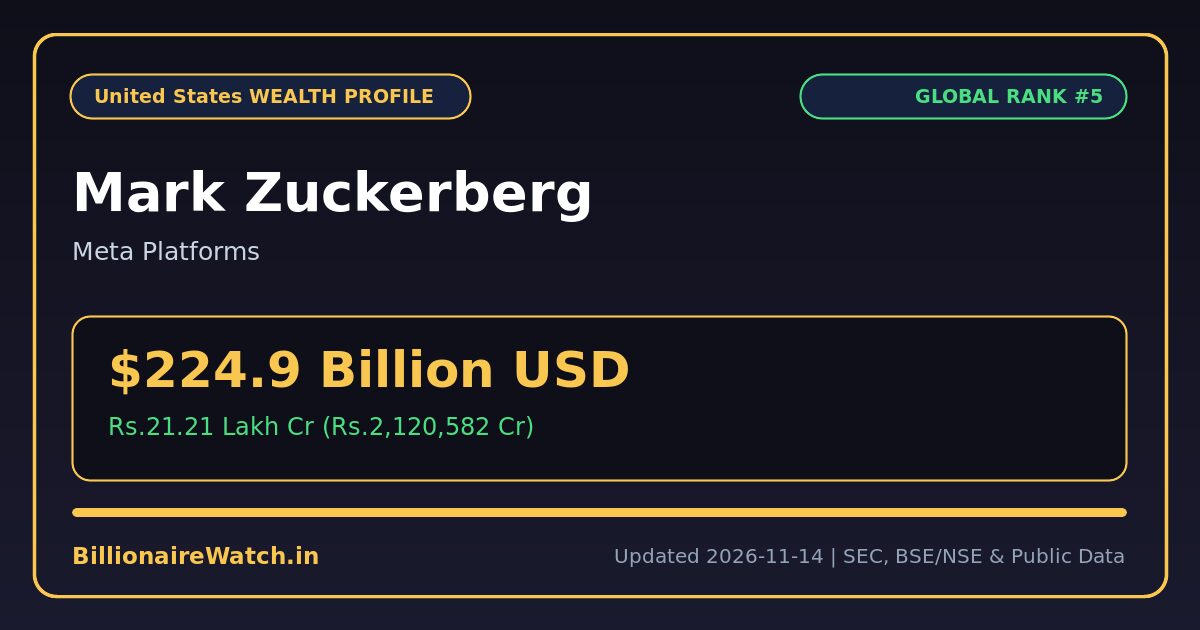 United States WEALTH PROFILE
GLOBAL RANK #5
Mark Zuckerberg
Meta Platforms
$224.9 Billion USD
Rs.21.21 Lakh Cr (Rs.2,120,582 Cr)
BillionaireWatch.in
Updated 2026-11-14 | SEC, BSE/NSE & Public Data